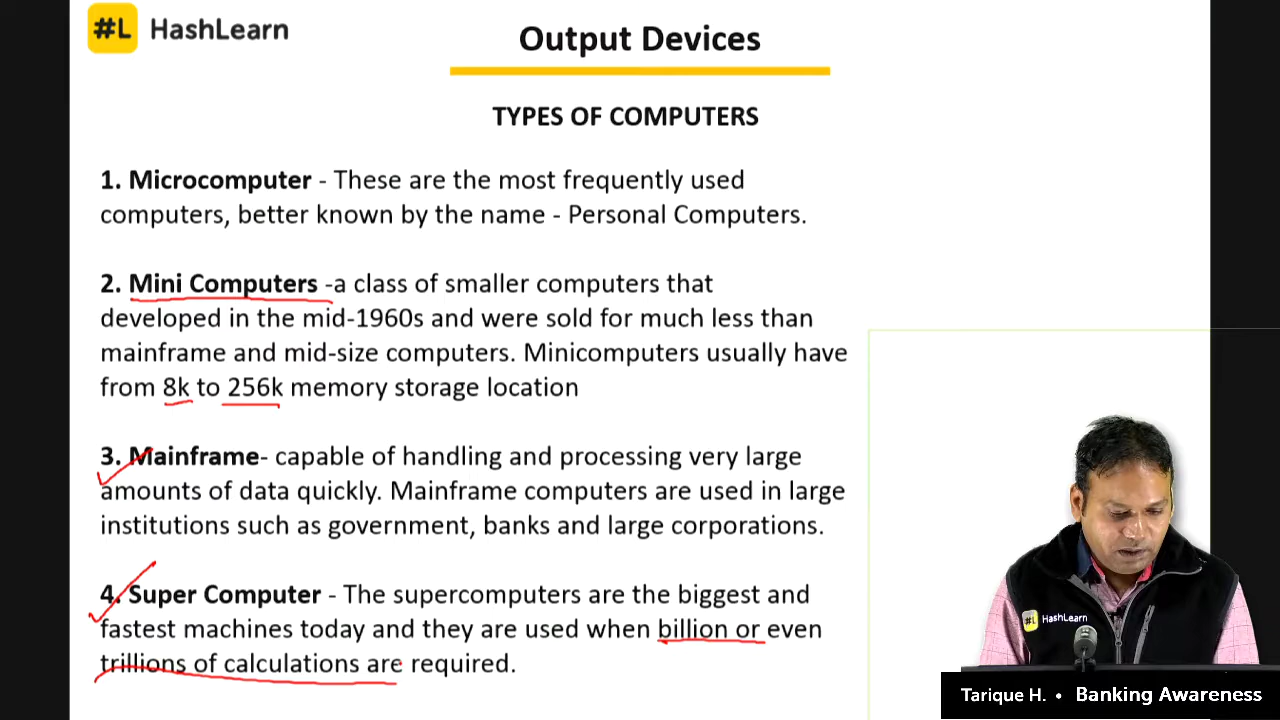 #L HashLearn
Output Devices
TYPES OF COMPUTERS
1. Microcomputer - These are the most frequently used
computers, better known by the name - Personal Computers.
2. Mini Computers -a class of smaller computers that
developed in the mid-1960s and were sold for much less than
mainframe and mid-size computers. Minicomputers usually have
from 8k to 256k memory storage location
3. Mainframe- capable of handling and processing very large
amounts of data quickly. Mainframe computers are used in large
institutions such as government, banks and large corporations.
4. Super Computer - The supercomputers are the biggest and
fastest machines today and they are used when billion or even
trillions of calculations are required.
#L HashLearn
Tarique H. • Banking Awareness